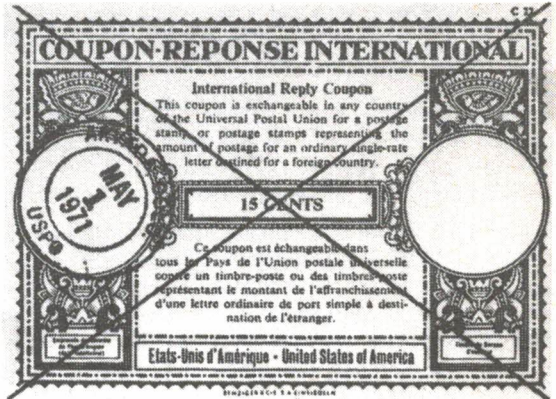 C 22
COUPON-REPONSE INTERNATIONAL
International Reply Coupon
This coupon is exchangeable in any country
of the Universal Postal Union for a postage
stamp or postage stamps representing the
amount of postage for an ordinary single-rate
letter destined for a foreign country.
MAY
1
1971
USPO
15 CENTS
Ce coupon est échangeable dans
tous les Pays de l'Union postale universelle
contre un timbre-poste ou des timbres-poste
représentant le montant de l'affranchissement
d'une lettre ordinaire de port simple à desti-
nation de l'étranger.
Etats-Unis d'Amérique - United States of America